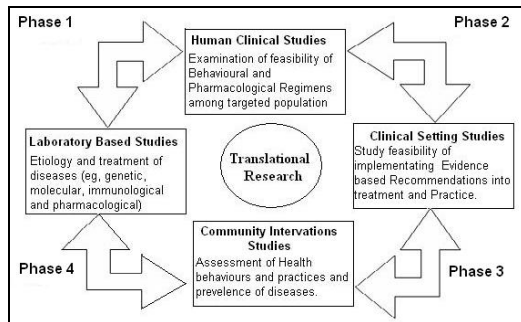 Phase 1
Phase 2
Human Clinical Studies
Examination of feasibility of
Behavioural and
Pharmacological Regimens
among targeted population
Laboratory Based Studies
Etiology and treatment of
diseases (eg, genetic,
molecular, immunological
and pharmacological)
Translational
Research
Clinical Setting Studies
Study feasibility of
implementating Evidence
based Recommendations into
treatment and Practice.
Community Intervations
Studies
Assessment of Health
behaviours and practices and
prevelence of diseases.
Phase 4
Phase 3